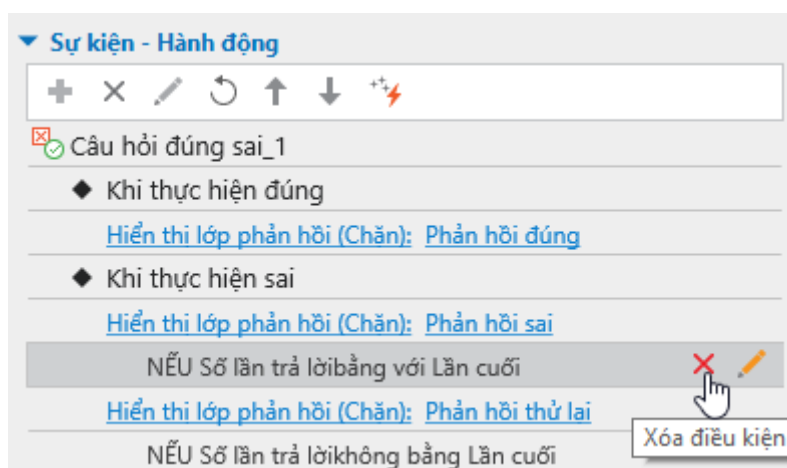 Sự kiện - Hành động
Câu hỏi đúng sai_1
Khi thực hiện đúng
Hiển thị lớp phản hồi (Chặn): Phản hồi đúng
Khi thực hiện sai
Hiển thị lớp phản hồi (Chặn): Phản hồi sai
NẾU Số lần trả lờibằng với Lần cuối
Hiển thị lớp phản hồi (Chặn): Phản hồi thử lại
Xóa điều kiện
NẾU Số lần trả lờikhông bằng Lần cuối